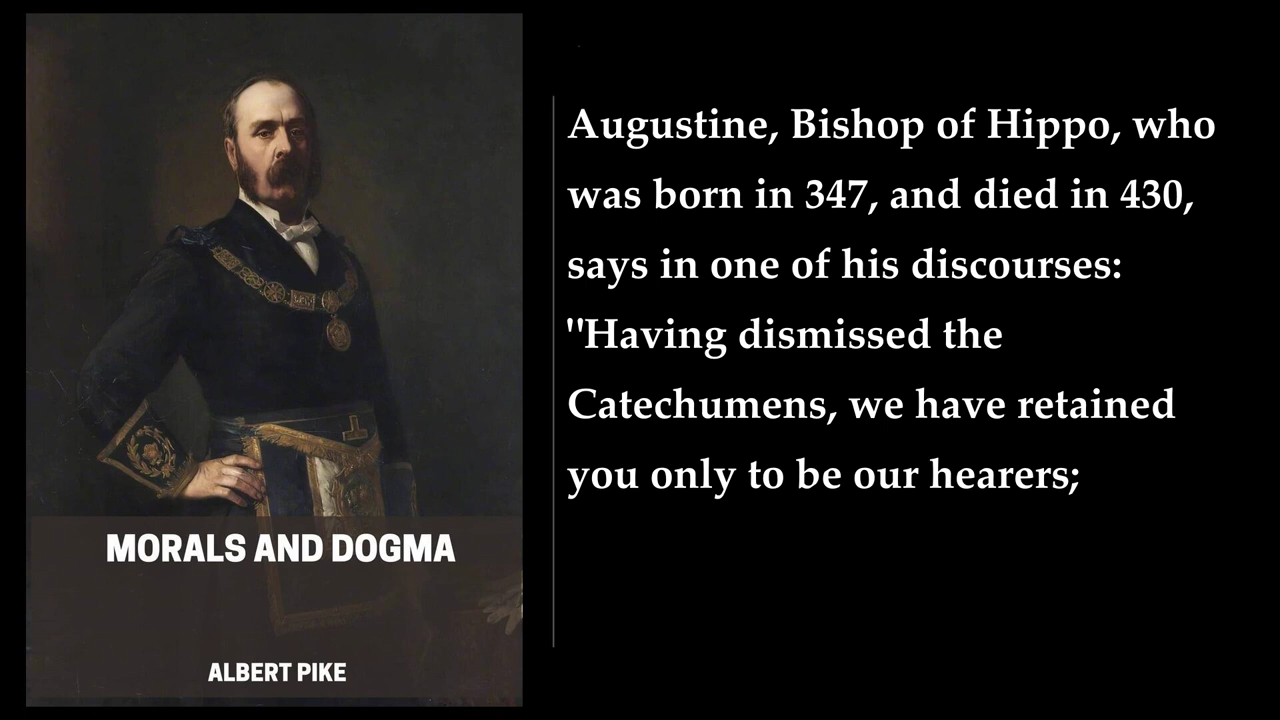 MORALS AND DOGMA
ALBERT PIKE
Augustine, Bishop of Hippo, who
was born in 347, and died in 430,
says in one of his discourses:
"Having dismissed the
Catechumens, we have retained
you only to be our hearers;